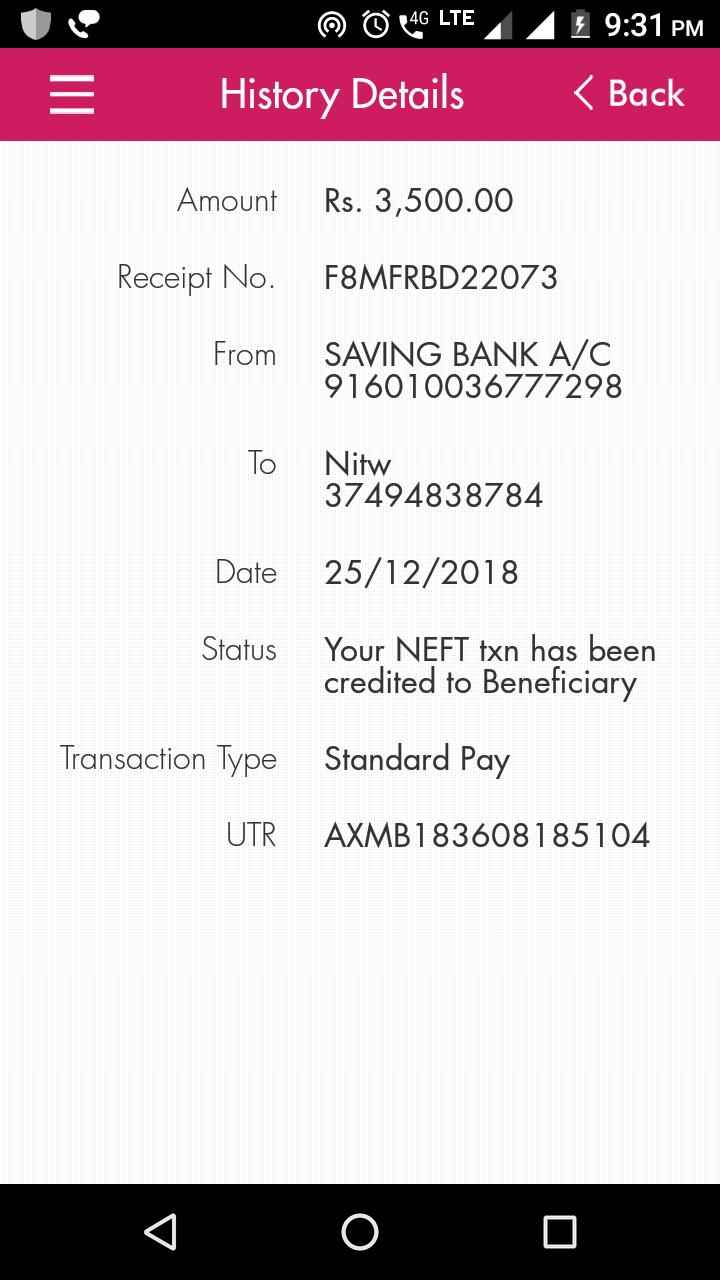 4G LTE 9:31 PM
History Details Back
Amount Rs. 3,500.00
Receipt No. F8MFRBD22073
From SAVING BANK A/C
916010036777298
To Nitw
37494838784
Date 25/12/2018
Status Your NEFT txn has been
credited to Beneficiary
Transaction Type Standard Pay
UTR AXMB183608185104